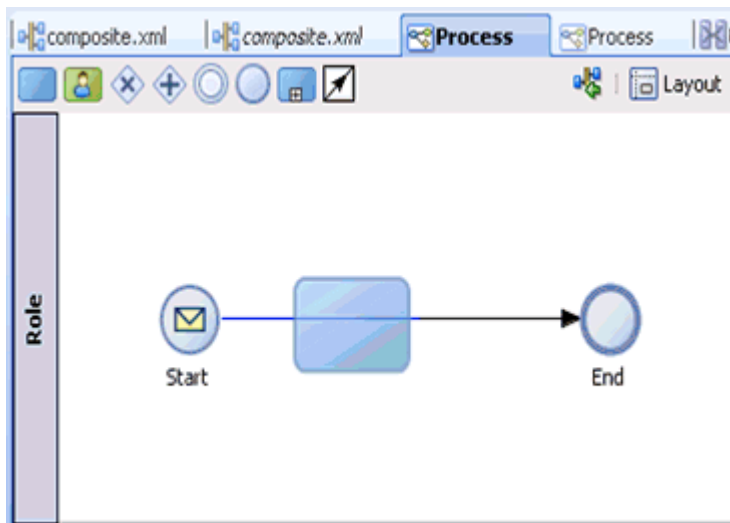 composite.xml composite.xml Process Process
Layout
Role
Start
End